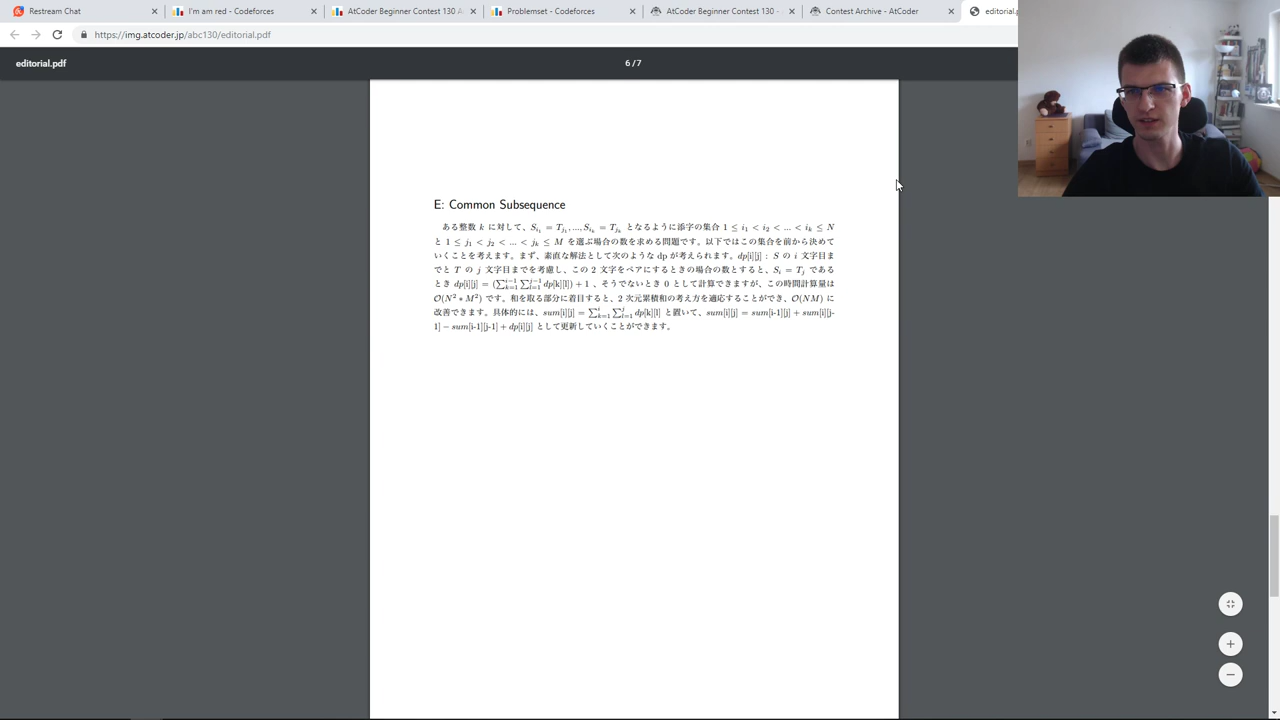 Restream Chat
I'm am red - Codeforces
AtCoder Beginner Contest 130 A
Problemset - Codeforces
AtCoder Beginner Contest 130 -
Contest Archive - AtCoder
editorial.p
https://img.atcoder.jp/abc130/editorial.pdf
editorial.pdf
6 / 7
E: Common Subsequence
ある整数 k に対して、S_{i_1} = T_{j_1}, ..., S_{i_k} = T_{j_k} となるように添字の集合 1 ≤ i_1 < i_2 < ... < i_k ≤ N
と 1 ≤ j_1 < j_2 < ... < j_k ≤ M を選ぶ場合の数を求める問題です。以下ではこの集合を前から決めて
いくことを考えます。まず、素直な解法として次のような dp が考えられます。dp[i][j] : S の i 文字目ま
でと T の j 文字目までを考慮し、この 2 文字をペアにするときの場合の数とすると、S_i = T_j である
とき dp[i][j] = (∑_{k=1}^{i−1} ∑_{l=1}^{j−1} dp[k][l]) + 1 、そうでないとき 0 として計算できますが、この時間計算量は
O(N^2 * M^2) です。和を取る部分に着目すると、2 次元累積和の考え方を適応することができ、O(NM) に
改善できます。具体的には、sum[i][j] = ∑_{k=1}^{i} ∑_{l=1}^{j} dp[k][l] と置いて、sum[i][j] = sum[i-1][j] + sum[i][j-
1] − sum[i-1][j-1] + dp[i][j] として更新していくことができます。